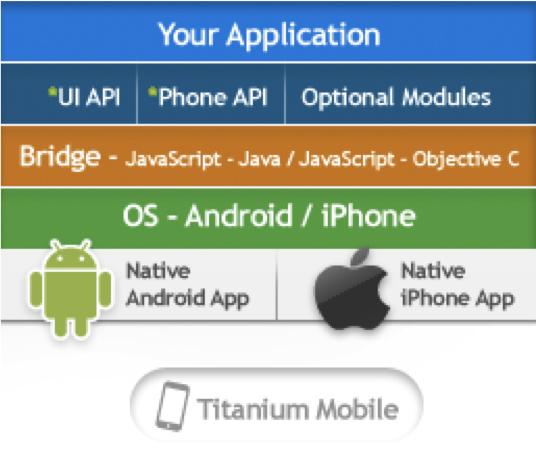 Your Application
*UI API *Phone API Optional Modules
Bridge - JavaScript - Java / JavaScript - Objective C
OS - Android / iPhone
Native
Android App
Native
iPhone App
Titanium Mobile